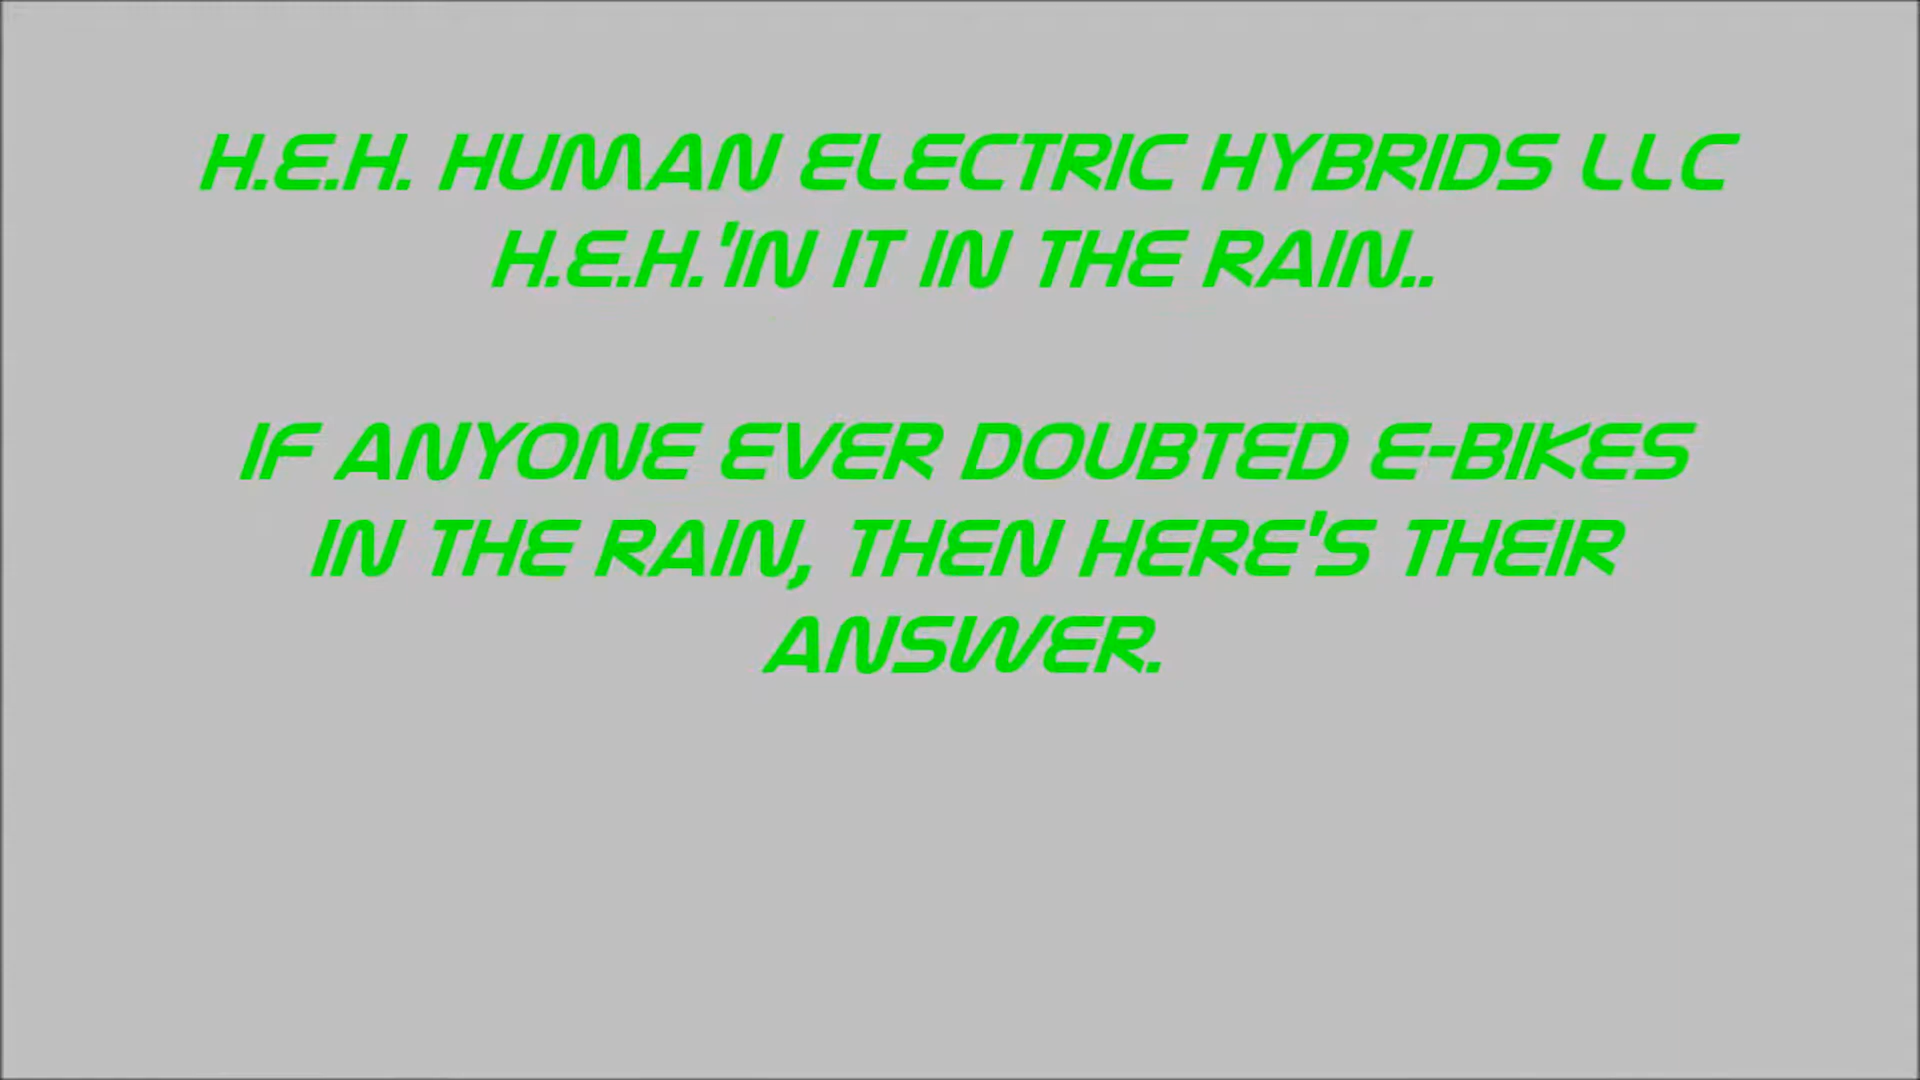 H.E.H. HUMAN ELECTRIC HYBRIDS LLC
H.E.H.'IN IT IN THE RAIN..
IF ANYONE EVER DOUBTED E-BIKES
IN THE RAIN, THEN HERE'S THEIR
ANSWER.